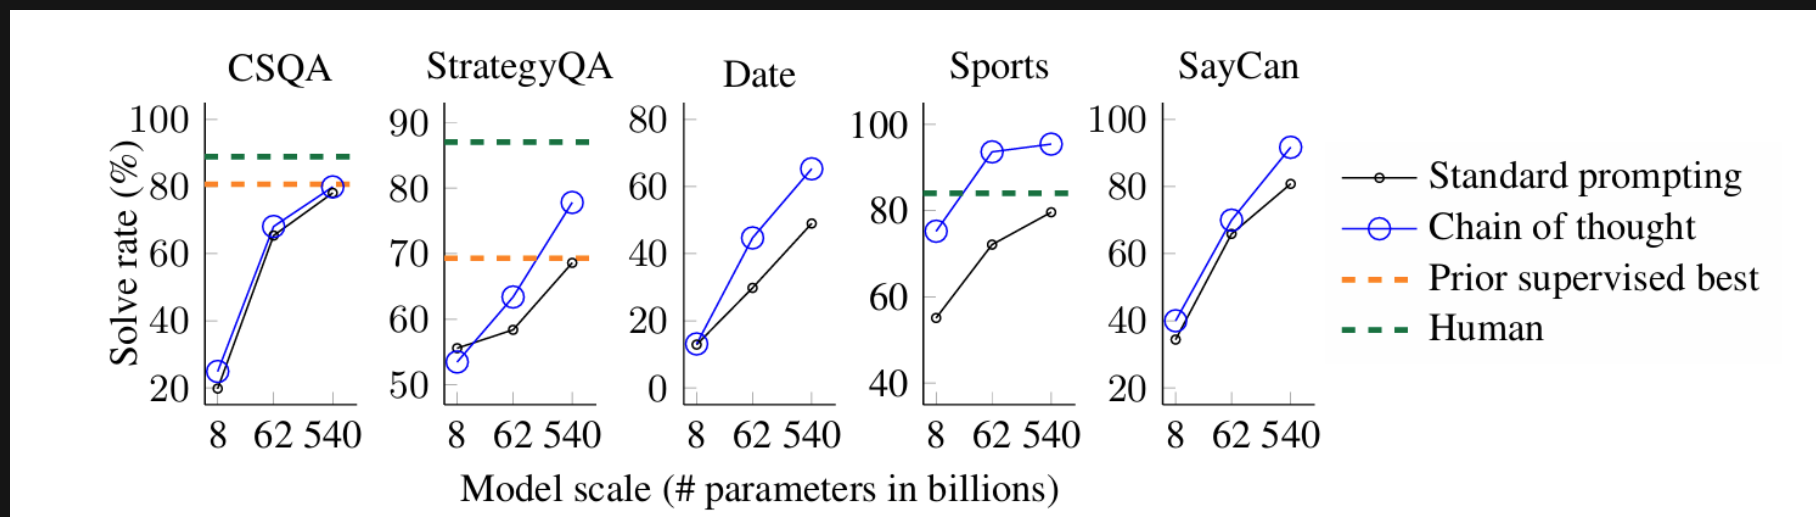 CSQA
StrategyQA
Date
Sports
SayCan
Solve rate (%)
100
80
60
40
20
8 62 540
90
80
70
60
50
8 62 540
80
60
40
20
0
8 62 540
100
80
60
40
8 62 540
100
80
60
40
20
8 62 540
Model scale (# parameters in billions)
Standard prompting
Chain of thought
Prior supervised best
Human